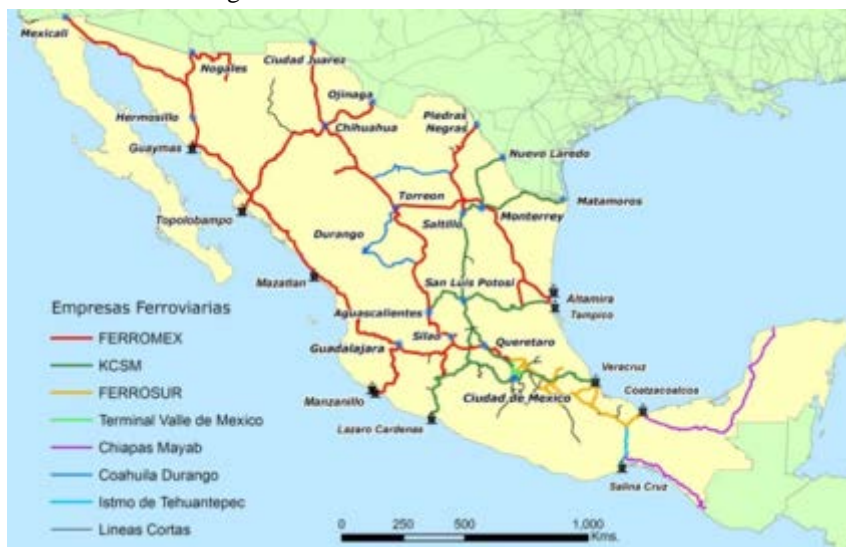 Mexicali
Nogales
Ciudad Juarez
Ojinaga
Hermosillo
Chihuahua
Piedras
Negras
Guaymas
Nuevo Laredo
Topolobampo
Torreon
Matamoros
Saltillo
Monterrey
Durango
Mazatlan
San Luis Potosi
Altamira
Tampico
Aguascalientes
Silao
Queretaro
Guadalajara
Veracruz
Coatzacoalcos
Manzanillo
Ciudad de Mexico
Lazaro Cardenas
Salina Cruz
Empresas Ferroviarias
FERROMEX
KCSM
FERROSUR
Terminal Valle de Mexico
Chiapas Mayab
Coahuila Durango
Istmo de Tehuantepec
Lineas Cortas
0 250 500 1,000
Kms.